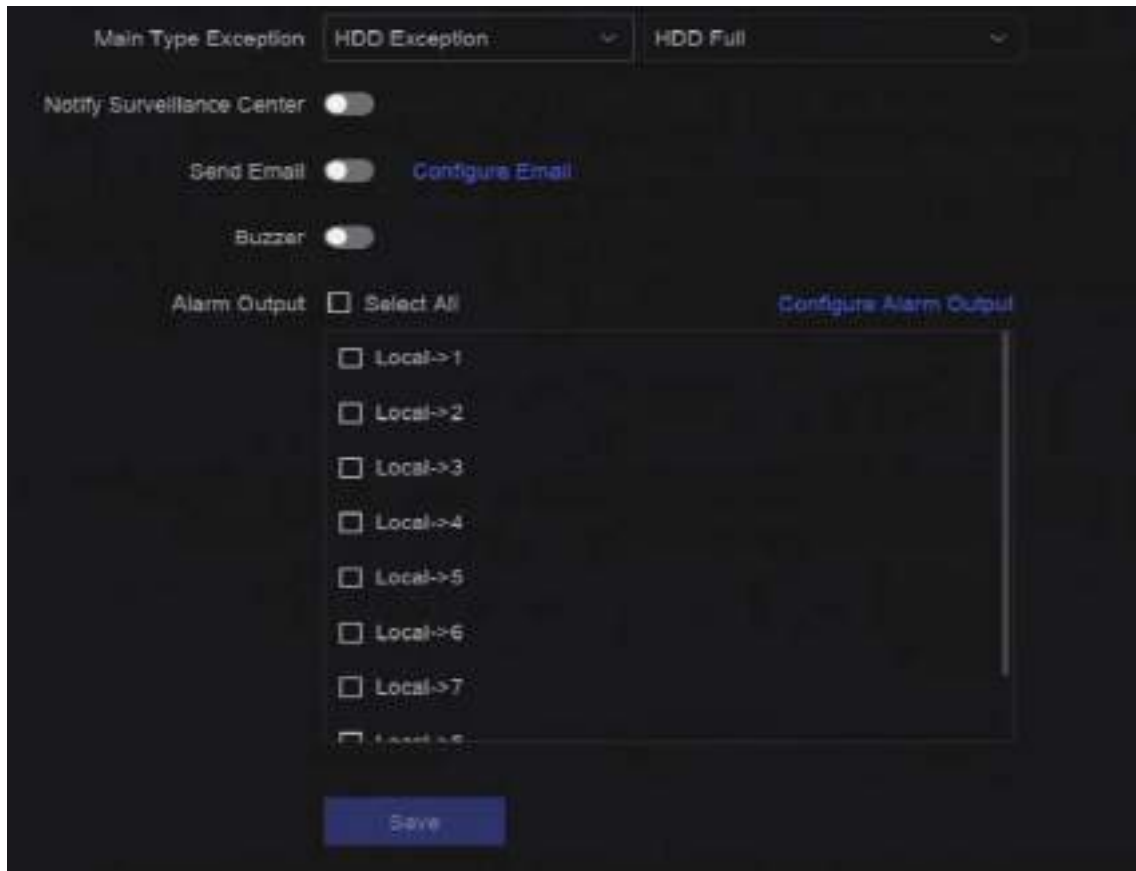 Main Type Exception HDD Exception HDD Full
Notify Surveillance Center
Send Email Configure Email
Buzzer
Alarm Output Select All Configure Alarm Output
Local->1
Local->2
Local->3
Local->4
Local->5
Local->6
Local->7
Save